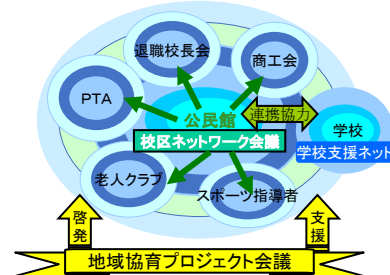 退職校長会
商工会
PTA
公民館
連携協力
校区ネットワーク会議
学校
学校支援ネット
老人クラブ
スポーツ指導者
啓発
支援
地域協育プロジェクト会議